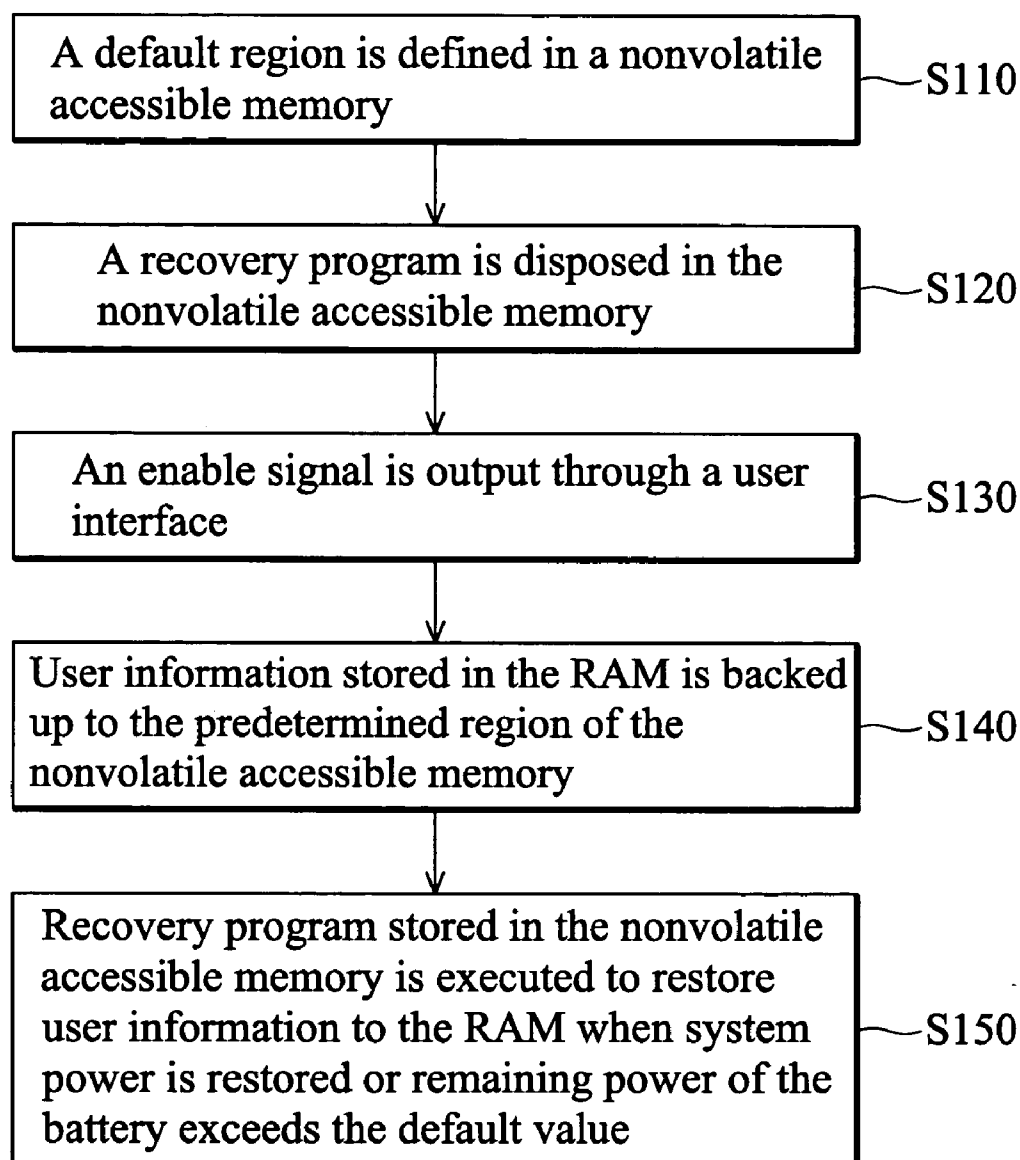 A default region is defined in a nonvolatile
accessible memory
S110
A recovery program is disposed in the
nonvolatile accessible memory
S120
An enable signal is output through a user
interface
S130
User information stored in the RAM is backed
up to the predetermined region of the
nonvolatile accessible memory
S140
Recovery program stored in the nonvolatile
accessible memory is executed to restore
user information to the RAM when system
power is restored or remaining power of the
battery exceeds the default value
S150